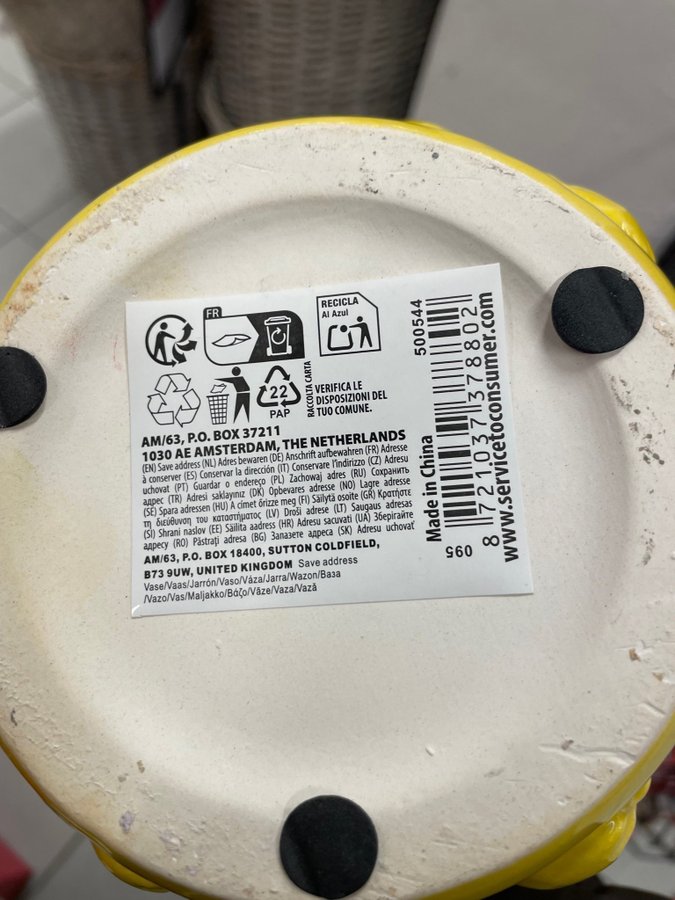 FR
RECICLA
Al Azul
22
PAP
RACCOLTA CARTA
VERIFICA LE
DISPOSIZIONI DEL
TUO COMUNE.
AM/63, P.O. BOX 37211
1030 AE AMSTERDAM, THE NETHERLANDS
(EN) Save address (NL) Adres bewaren (DE) Anschrift aufbewahren (FR) Adresse
à conserver (ES) Conservar la dirección (IT) Conservare l'indirizzo (CZ) Adresu
uchovat (PT) Guardar o endereço (PL) Zachowaj adres (RU) Сохранить
адрес (TR) Adresi saklayınız (DK) Opbevares adresse (NO) Lagre adresse
(SE) Spara adressen (HU) A címet őrizze meg (FI) Säilytä osoite (GR) Κρατήστε
τη διεύθυνση του καταστήματος (LV) Droši adrese (LT) Saugaus adresas
(SI) Shrani naslov (EE) Säilita aadress (HR) Adresu sacuvati (UA) Зберігайте
адресу (RO) Păstrați adresa (BG) Запазете адреса (SK) Adresu uchovať
AM/63, P.O. BOX 18400, SUTTON COLDFIELD,
B73 9UW, UNITED KINGDOM Save address
Vase/Vaas/Jarrón/Vaso/Váza/Jarra/Wazon/Ваза
/Vazo/Vas/Maljakko/Βάζο/Vāze/Vaza/Vază
Made in China
500544
095
8 721037 378802
www.servicetoconsumer.com